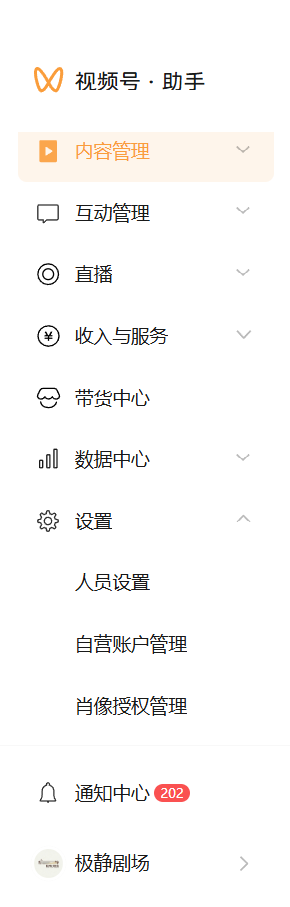 视频号 · 助手
内容管理
互动管理
直播
收入与服务
带货中心
数据中心
设置
人员设置
自营账户管理
肖像授权管理
通知中心 202
极静剧场